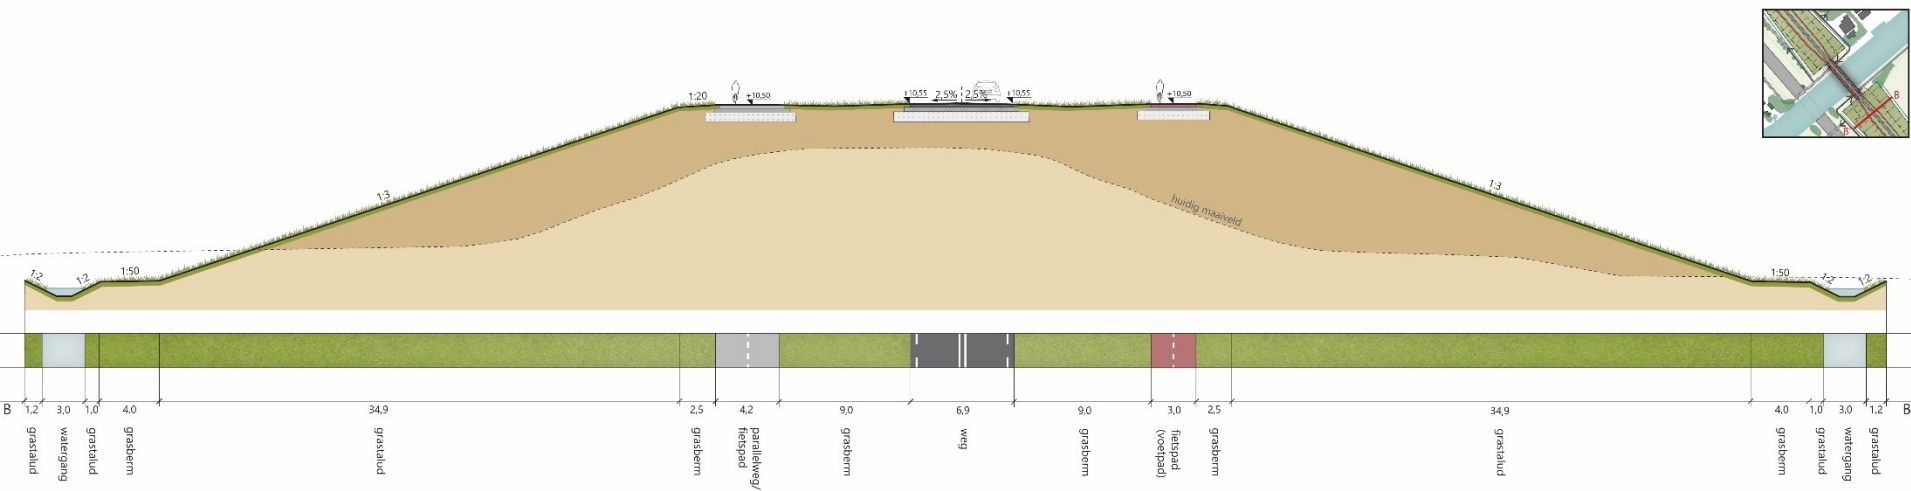 B
B
1:20
+10,50
+10,55
2,5%
2,5%
+10,55
+10,50
1:3
1:3
huidig maaiveld
1:2
1:2
1:50
1:50
1:2
1:2
B
1,2
3,0
1,0
4,0
34,9
2,5
4,2
9,0
6,9
9,0
3,0
2,5
34,9
4,0
1,0
3,0
1,2
B
grastalud
watergang
grastalud
grasberm
grastalud
grasberm
parallelweg/
fietspad
grasberm
weg
grasberm
fietspad
(voetpad)
grasberm
grastalud
grasberm
grastalud
watergang
grastalud